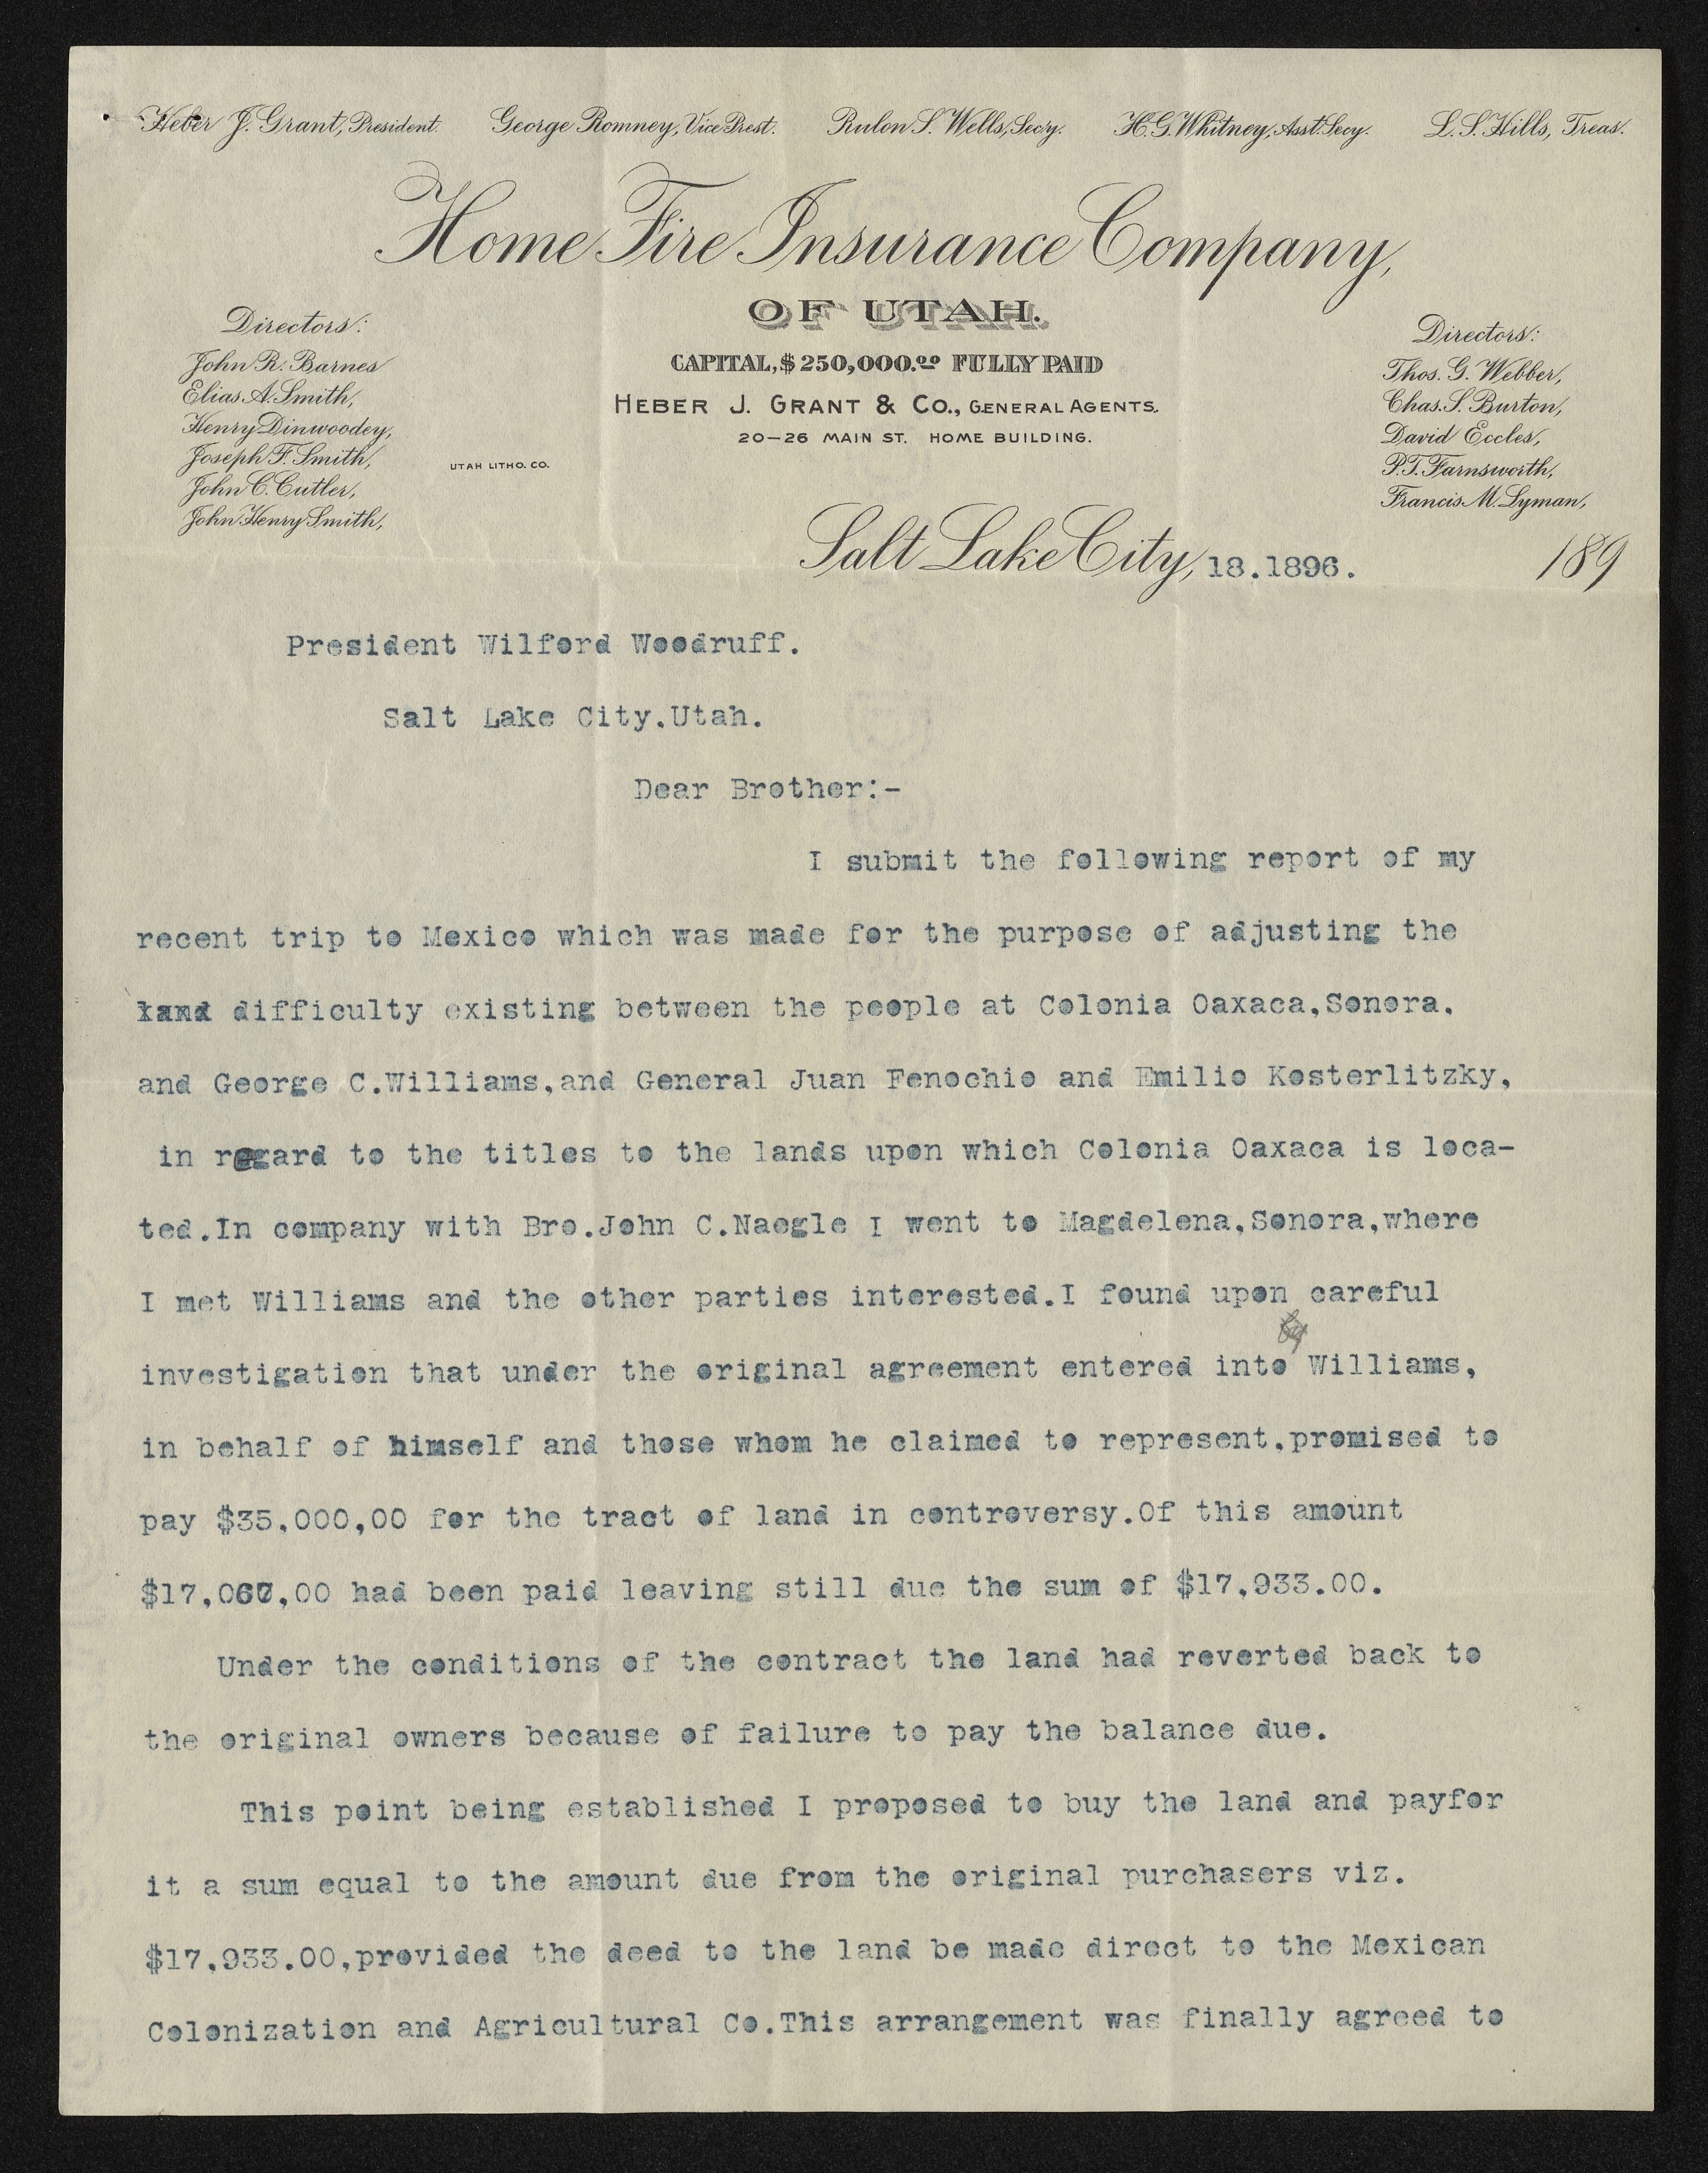 Heber J. Grant, President. George Romney, Vice Prest. Rulon S. Wells, Secy. H.G. Whitney, Asst. Secy. L.S. Hills, Treas.
Home Fire Insurance Company,
OF UTAH.
CAPITAL, $250,000.00 FULLY PAID
HEBER J. GRANT & CO., GENERAL AGENTS.
20-26 MAIN ST. HOME BUILDING.
UTAH LITHO. CO.
Directors:
John R. Barnes
Elias A. Smith,
Henry Dinwoodey,
Joseph F. Smith,
John C. Cutler,
John Henry Smith,
Directors:
Thos. G. Webber,
Chas. S. Burton,
David Eccles,
P.T. Farnsworth,
Francis M. Lyman,
Salt Lake City, 18.1896. 189
President Wilford Woodruff.
Salt Lake City.Utah.
Dear Brother:-
I submit the following report of my
recent trip to Mexico which was made for the purpose of adjusting the
difficulty existing between the people at Colonia Oaxaca,Sonora.
and George C.Williams,and General Juan Fenochio and Emilio Kosterlitzky,
in regard to the titles to the lands upon which Colonia Oaxaca is loca-
ted.In company with Bro.John C.Naegle I went to Magdelena,Sonora,where
I met Williams and the other parties interested.I found upon careful
by
investigation that under the original agreement entered into Williams,
in behalf of himself and those whom he claimed to represent,promised to
pay $35,000,00 for the tract of land in controversy.Of this amount
$17,067,00 had been paid leaving still due the sum of $17,933.00.
Under the conditions of the contract the land had reverted back to
the original owners because of failure to pay the balance due.
This point being established I proposed to buy the land and payfor
it a sum equal to the amount due from the original purchasers viz.
$17,933.00,provided the deed to the land be made direct to the Mexican
Colonization and Agricultural Co.This arrangement was finally agreed to